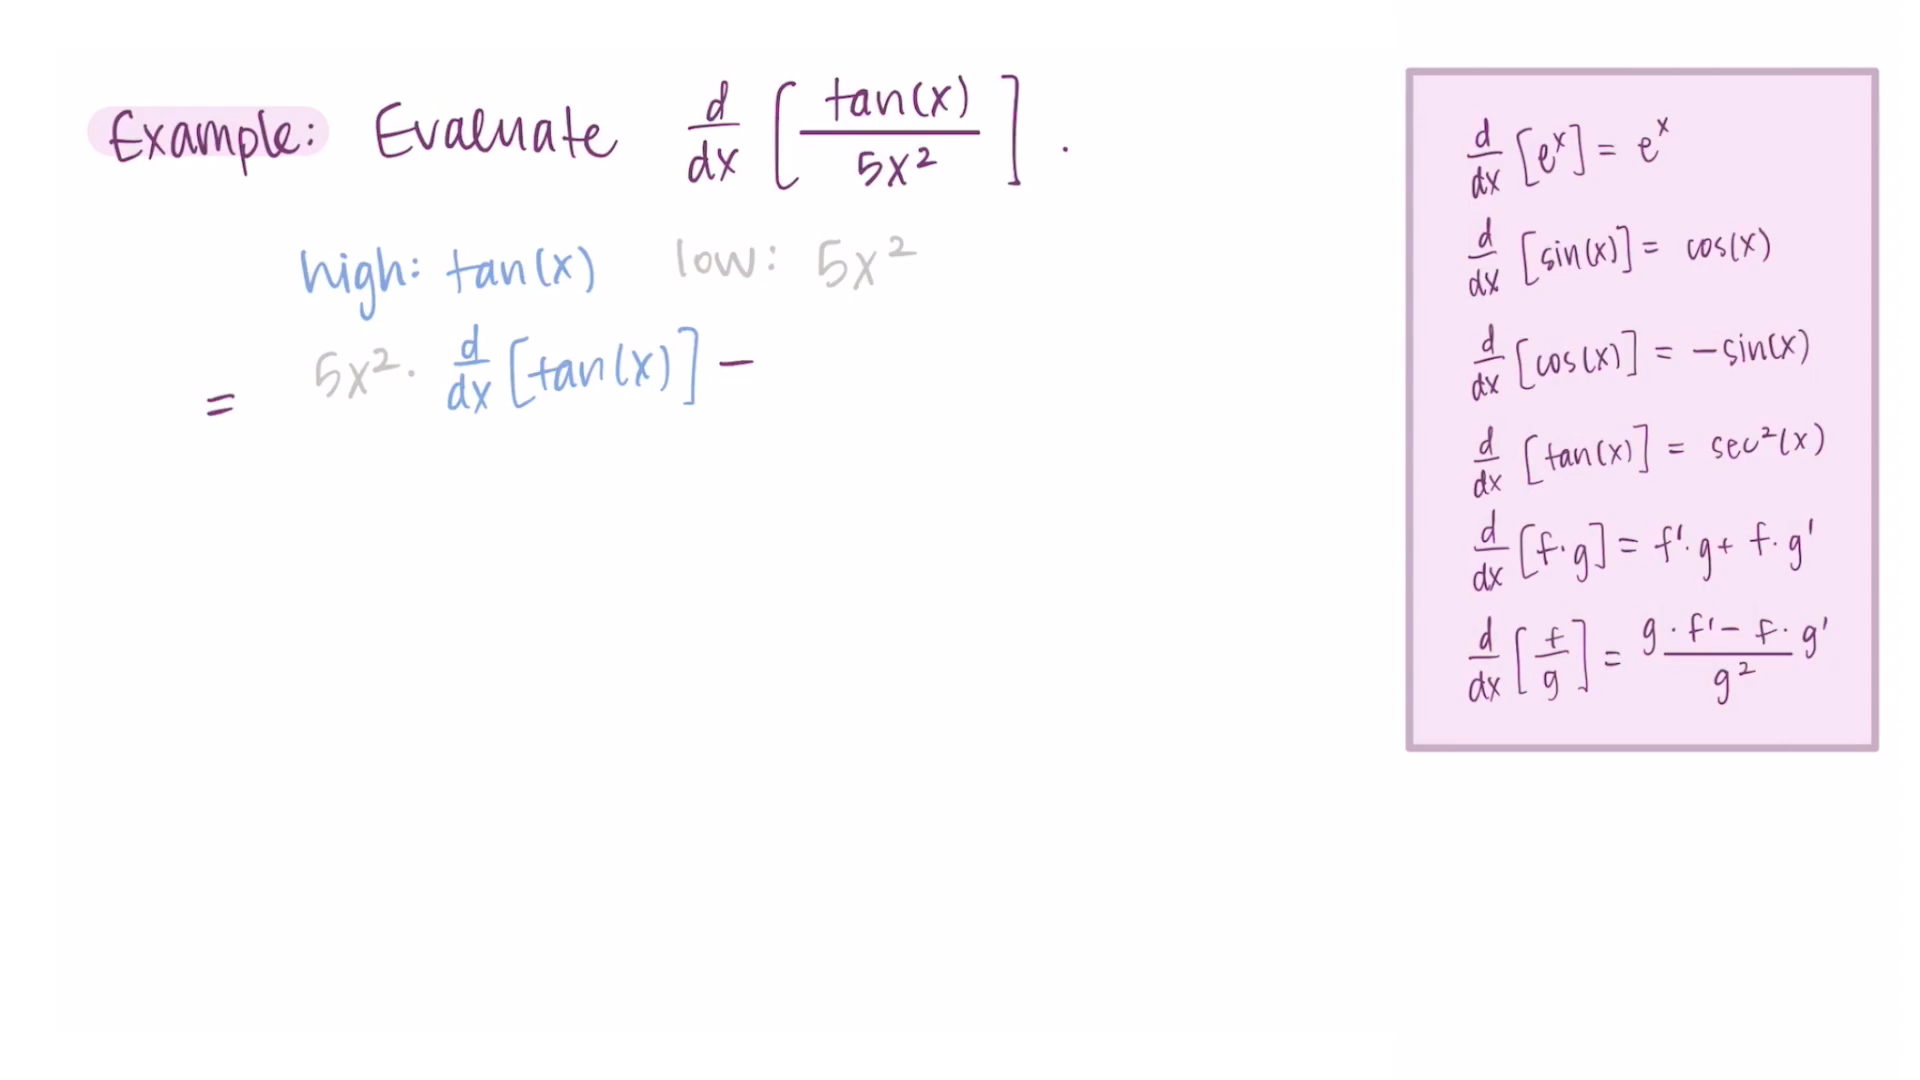 Example: Evaluate d/dx [tan(x)/5x²].
high: tan(x) low: 5x²
= 5x² · d/dx [tan(x)] −
d/dx [eˣ] = eˣ
d/dx [sin(x)] = cos(x)
d/dx [cos(x)] = −sin(x)
d/dx [tan(x)] = sec²(x)
d/dx [f·g] = f'·g + f·g'
d/dx [f/g] = g·f' − f·g' / g²